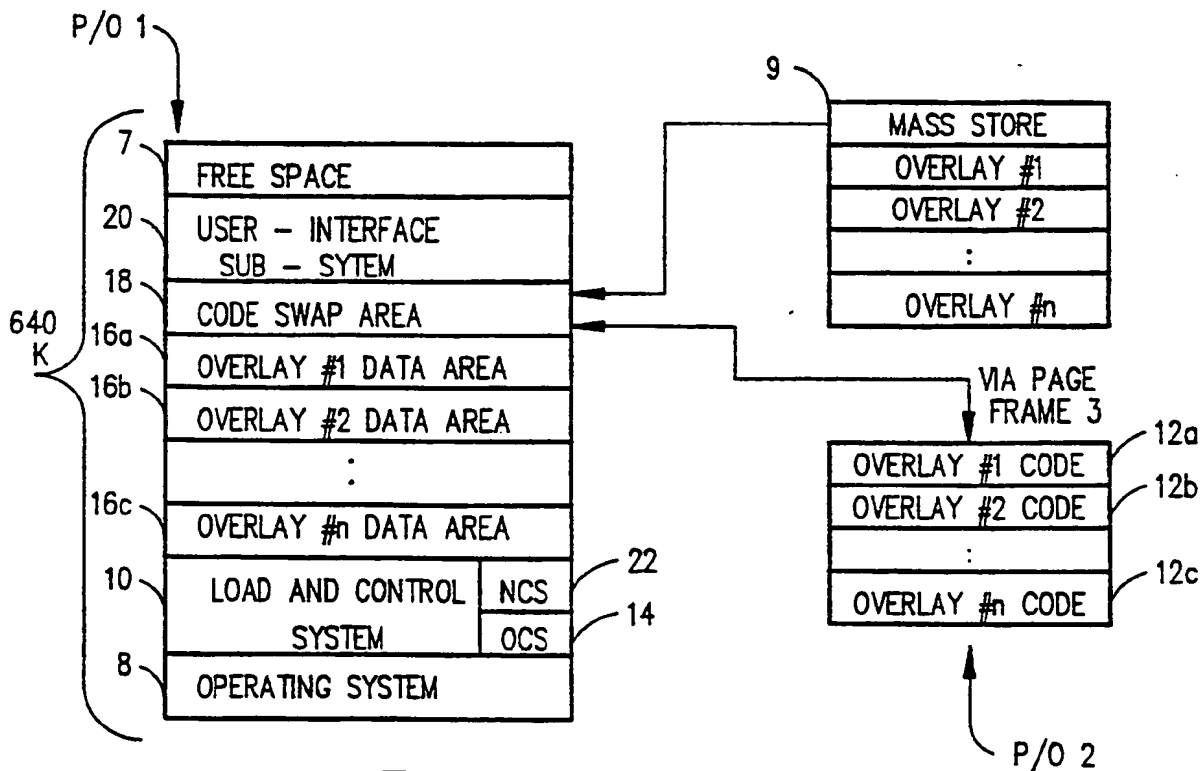 P/O 1
640
K
7
FREE SPACE
20
USER - INTERFACE
SUB - SYTEM
18
CODE SWAP AREA
16a
OVERLAY #1 DATA AREA
16b
OVERLAY #2 DATA AREA
:
16c
OVERLAY #n DATA AREA
10
LOAD AND CONTROL
SYSTEM
NCS
22
OCS
14
8
OPERATING SYSTEM
9
MASS STORE
OVERLAY #1
OVERLAY #2
:
OVERLAY #n
VIA PAGE
FRAME 3
OVERLAY #1 CODE
12a
OVERLAY #2 CODE
12b
:
OVERLAY #n CODE
12c
P/O 2